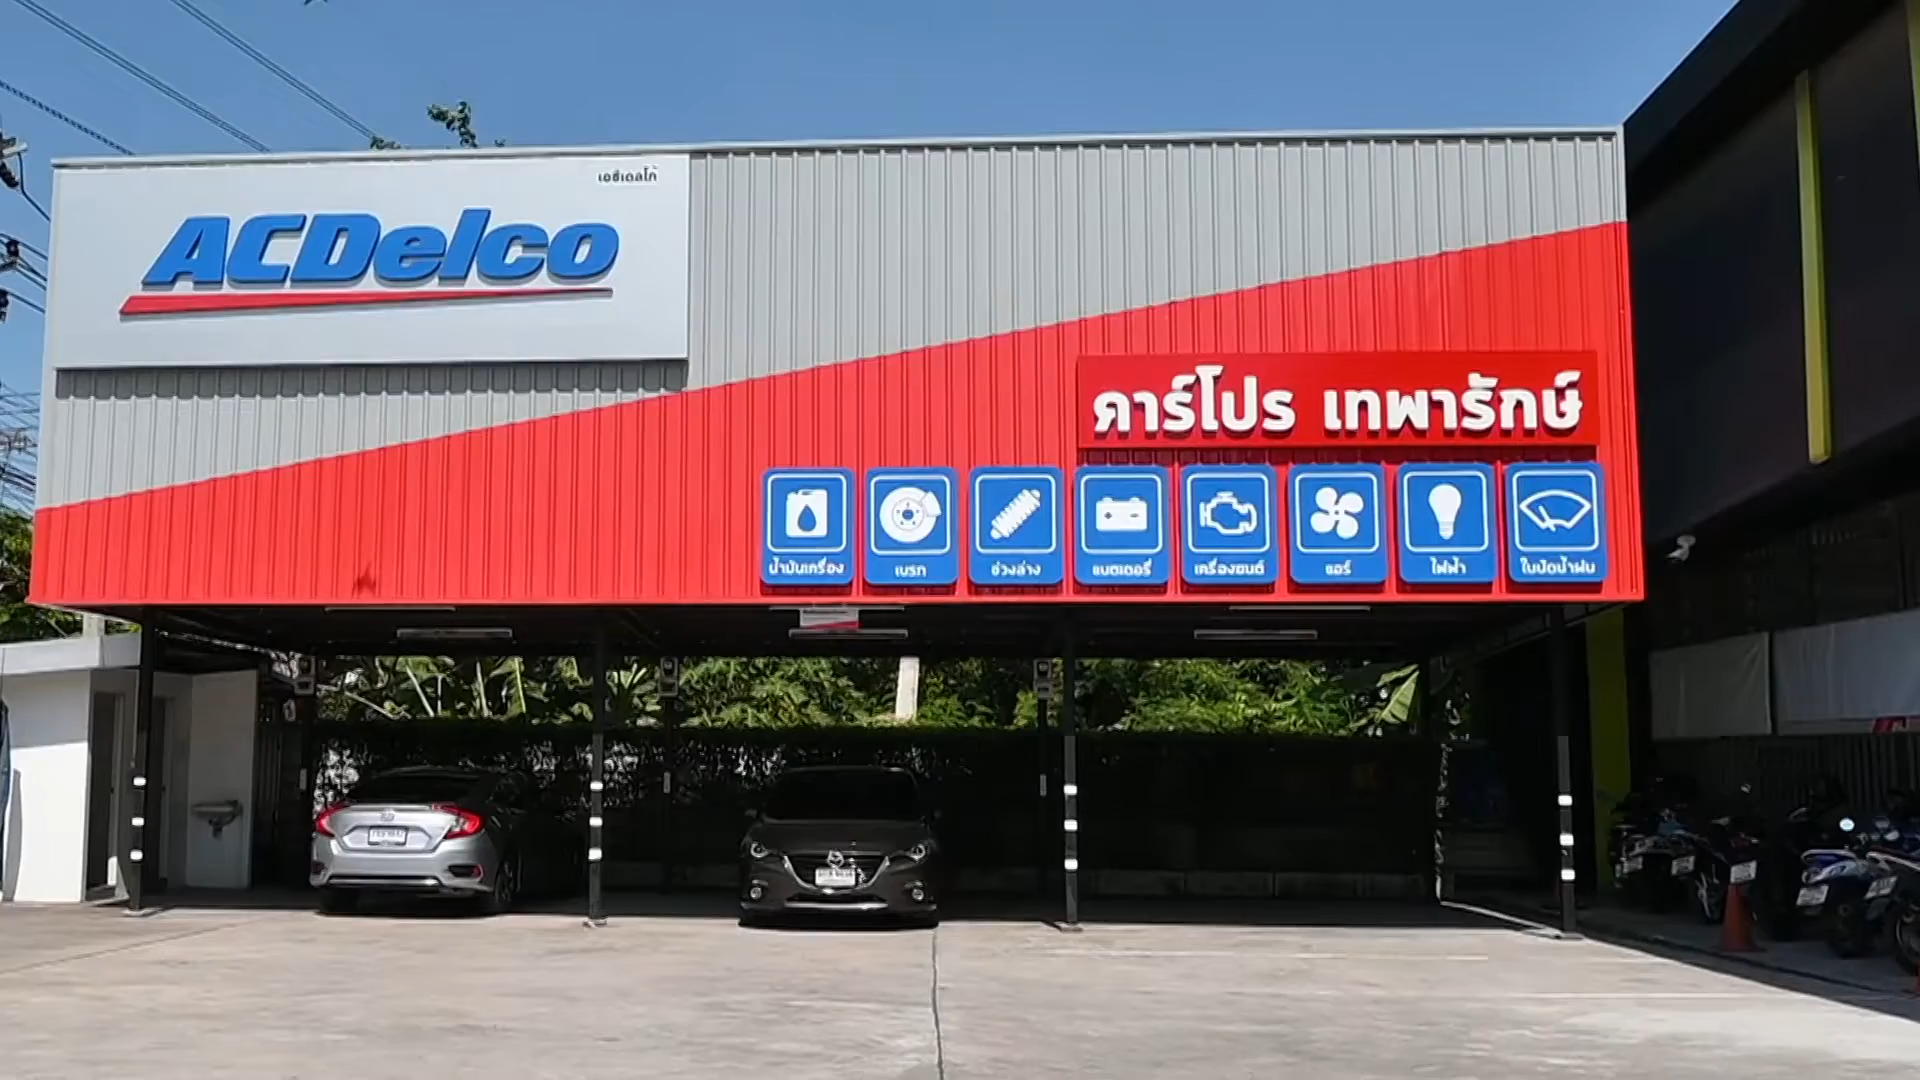 เอซีเดลโก้
ACDelco
คาร์โปร เทพารักษ์
น้ำมันเครื่อง
เบรก
ช่วงล่าง
แบตเตอรี่
เครื่องยนต์
แอร์
ไฟฟ้า
ใบปัดน้ำฝน